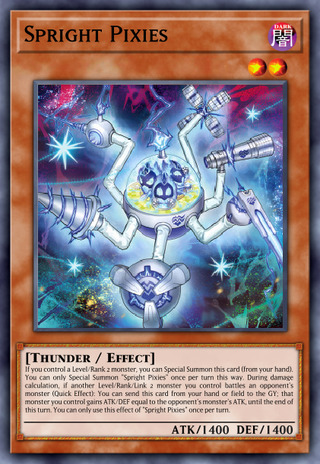 Spright Pixies
DARK
闇
[Thunder / Effect]
If you control a Level/Rank 2 monster, you can Special Summon this card (from your hand).
You can only Special Summon "Spright Pixies" once per turn this way. During damage
calculation, if another Level/Rank/Link 2 monster you control battles an opponent's
monster (Quick Effect): You can send this card from your hand or field to the GY; that
monster you control gains ATK/DEF equal to the opponent's monster's ATK, until the end of
this turn. You can only use this effect of "Spright Pixies" once per turn.
ATK/1400 DEF/1400